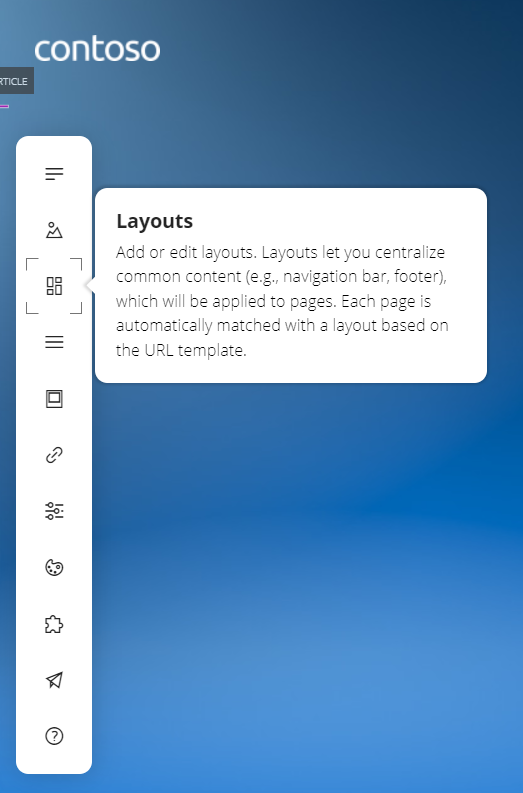 contoso
RTICLE
Layouts
Add or edit layouts. Layouts let you centralize
common content (e.g., navigation bar, footer),
which will be applied to pages. Each page is
automatically matched with a layout based on
the URL template.